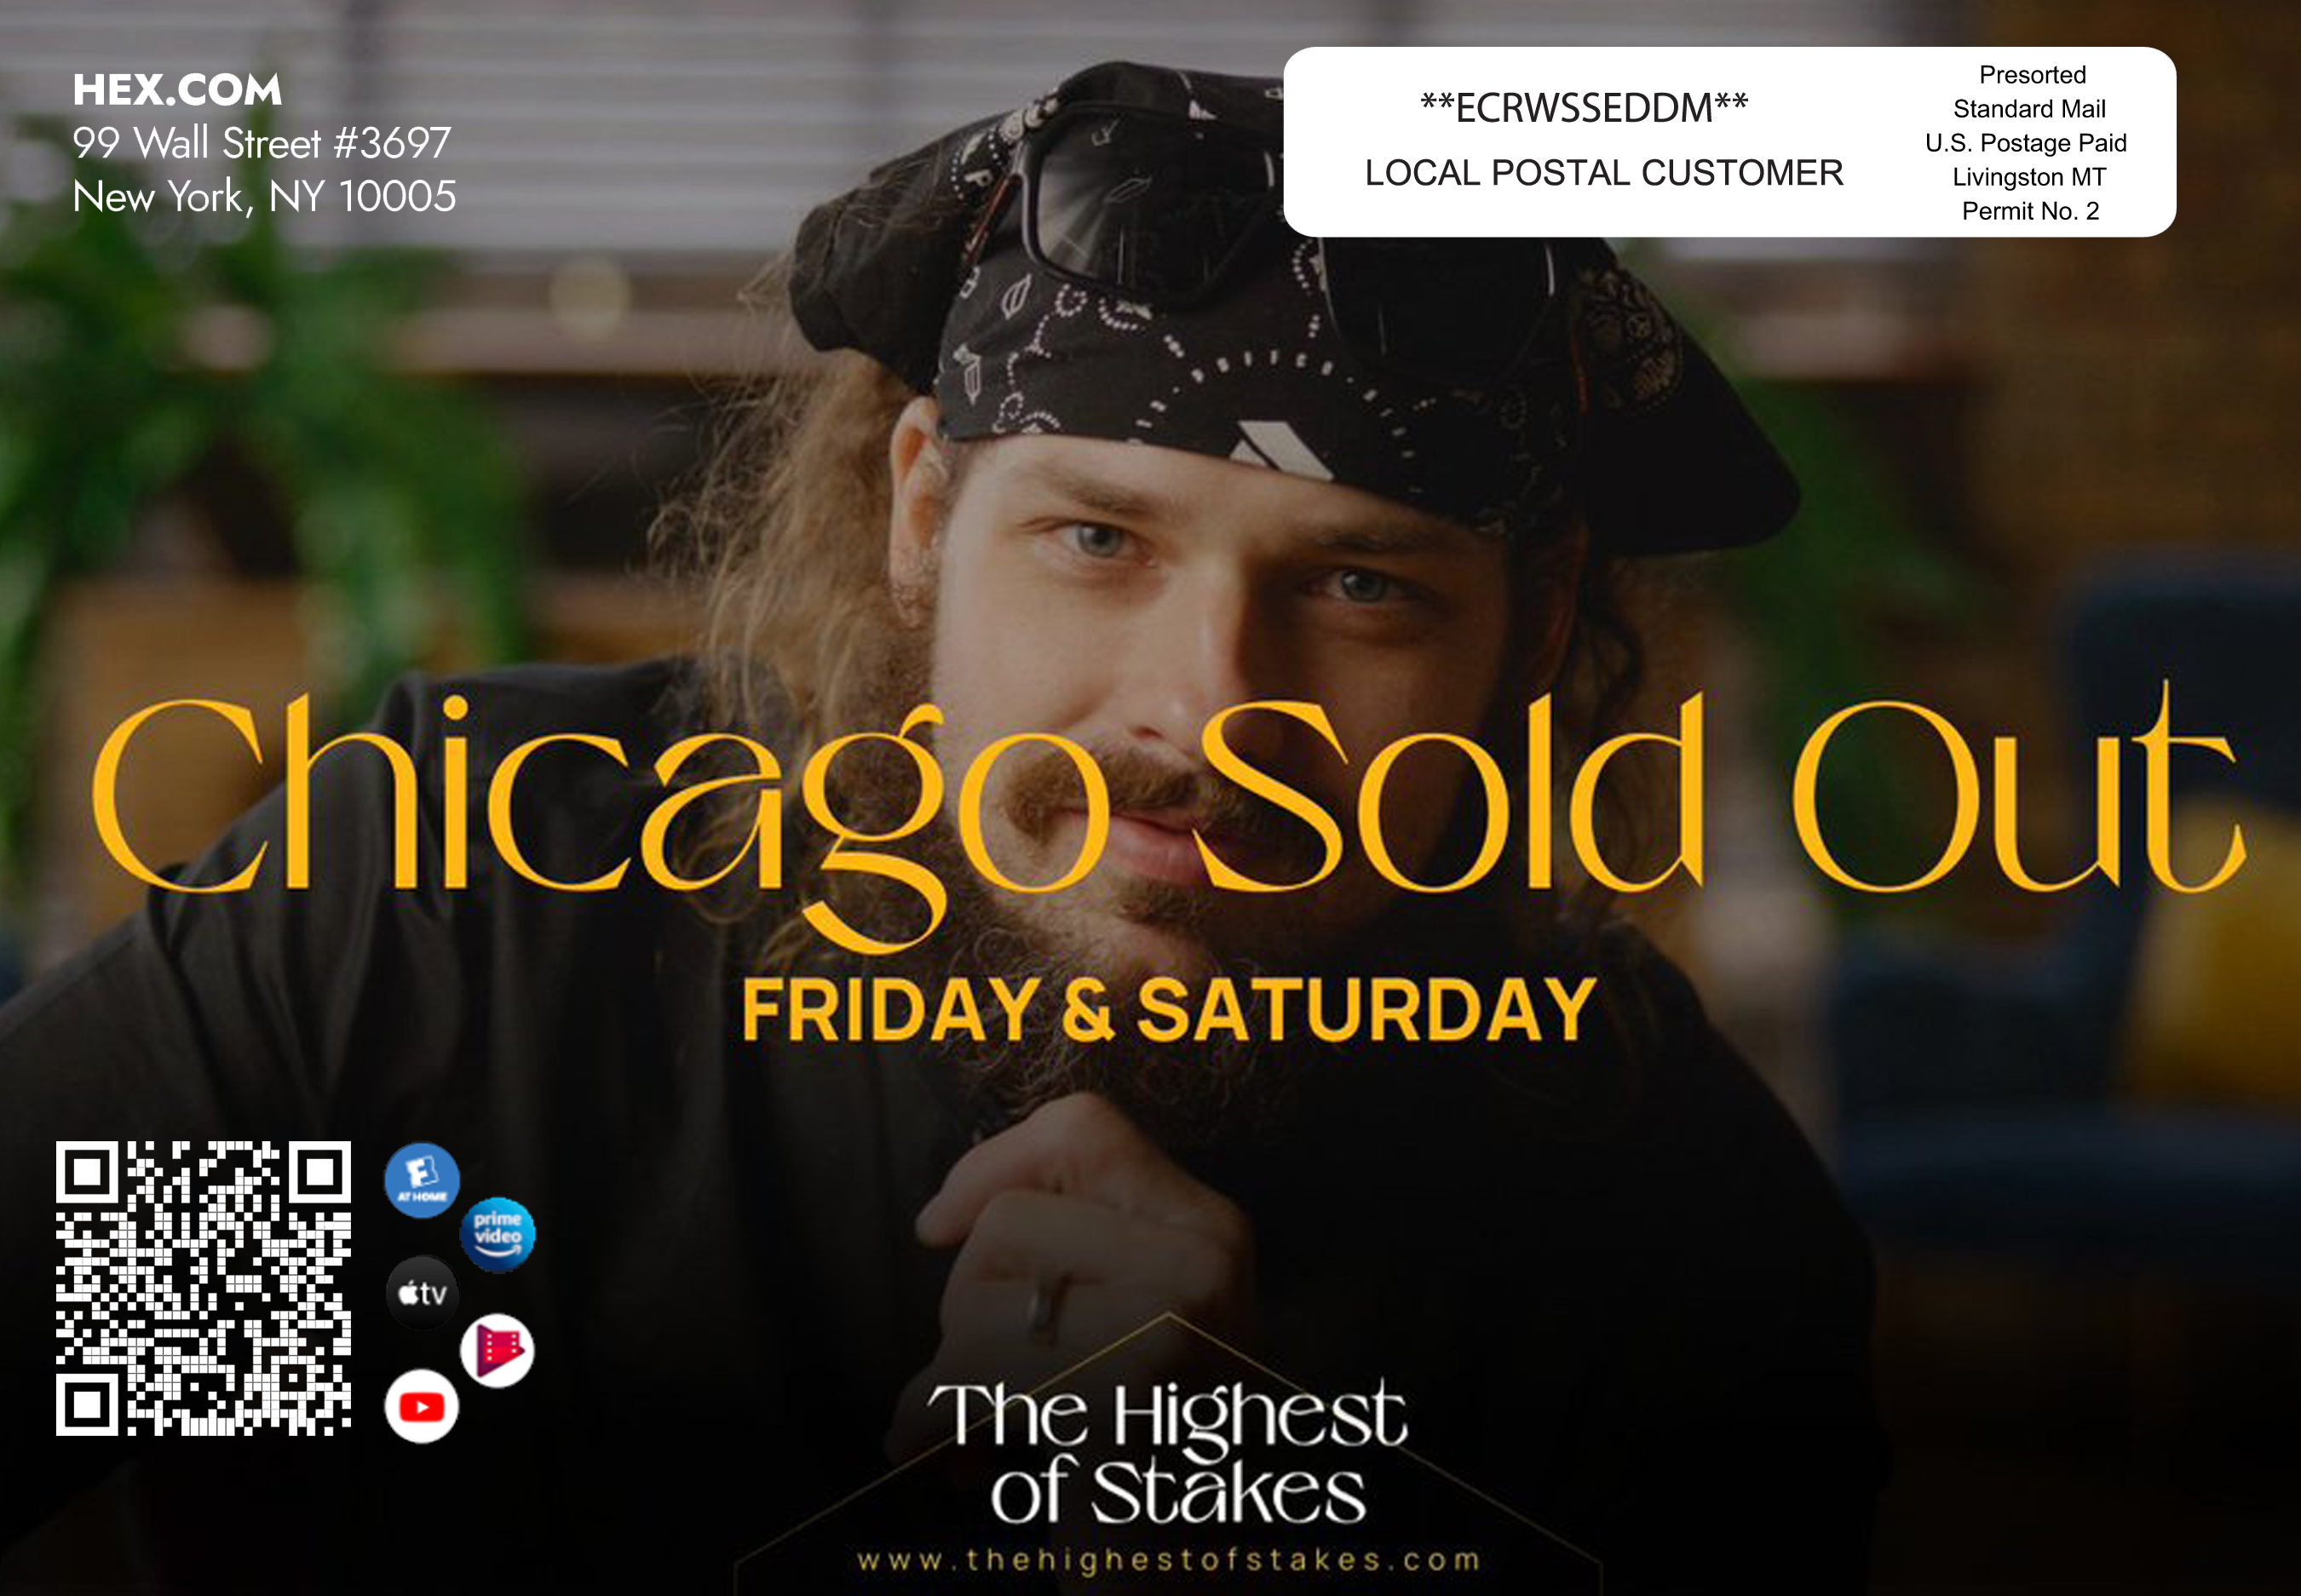 HEX.COM
99 Wall Street #3697
New York, NY 10005
**ECRWSSEDDM**
LOCAL POSTAL CUSTOMER
Presorted
Standard Mail
U.S. Postage Paid
Livingston MT
Permit No. 2
Chicago Sold Out
FRIDAY & SATURDAY
AT HOME
prime
video
tv
The Highest
of Stakes
www.thehighestofstakes.com